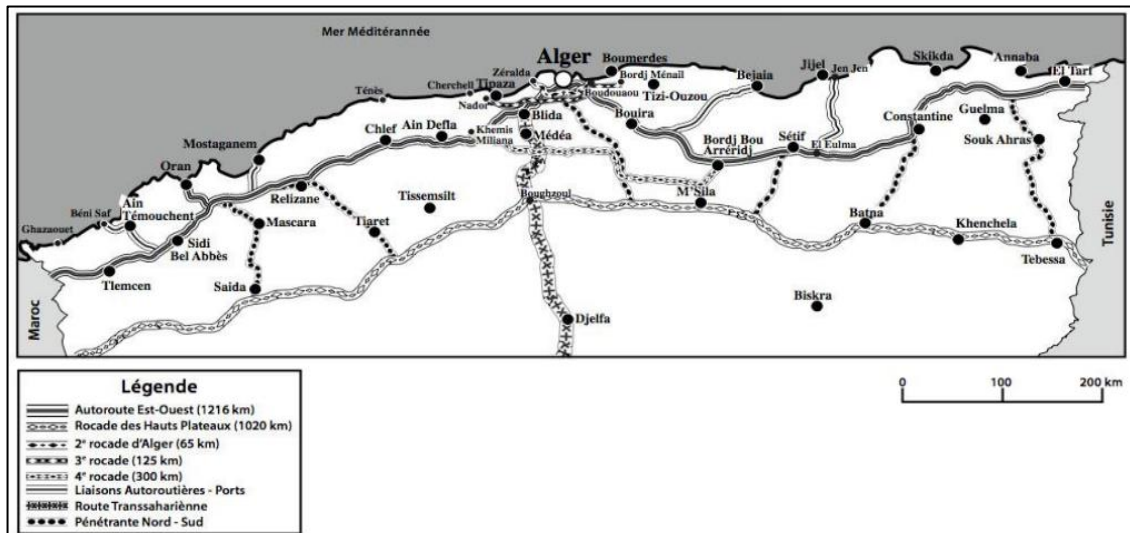 Mer Méditérannée
Alger
Boumerdes
Zéralda
Bordj Ménaïl
Cherchell
Tipaza
Nador
Boudouaou
Tizi-Ouzou
Bejaia
Jijel
Jen Jen
Skikda
Annaba
El Tarf
Ténès
Blida
Bouira
Constantine
Guelma
Chlef
Ain Defla
Khemis
Miliana
Médéa
Bordj Bou
Arréridj
Sétif
El Eulma
Souk Ahras
Mostaganem
Oran
Relizane
Tissemsilt
Boughzoul
M'Sila
Batna
Khenchela
Tebessa
Béni Saf
Ain
Témouchent
Ghazaouet
Mascara
Tiaret
Sidi
Bel Abbès
Tlemcen
Saida
Djelfa
Biskra
Maroc
Tunisie
Légende
Autoroute Est-Ouest (1216 km)
Rocade des Hauts Plateaux (1020 km)
2e rocade d'Alger (65 km)
3e rocade (125 km)
4e rocade (300 km)
Liaisons Autoroutières - Ports
Route Transsahariènne
Pénétrante Nord - Sud
0 100 200 km